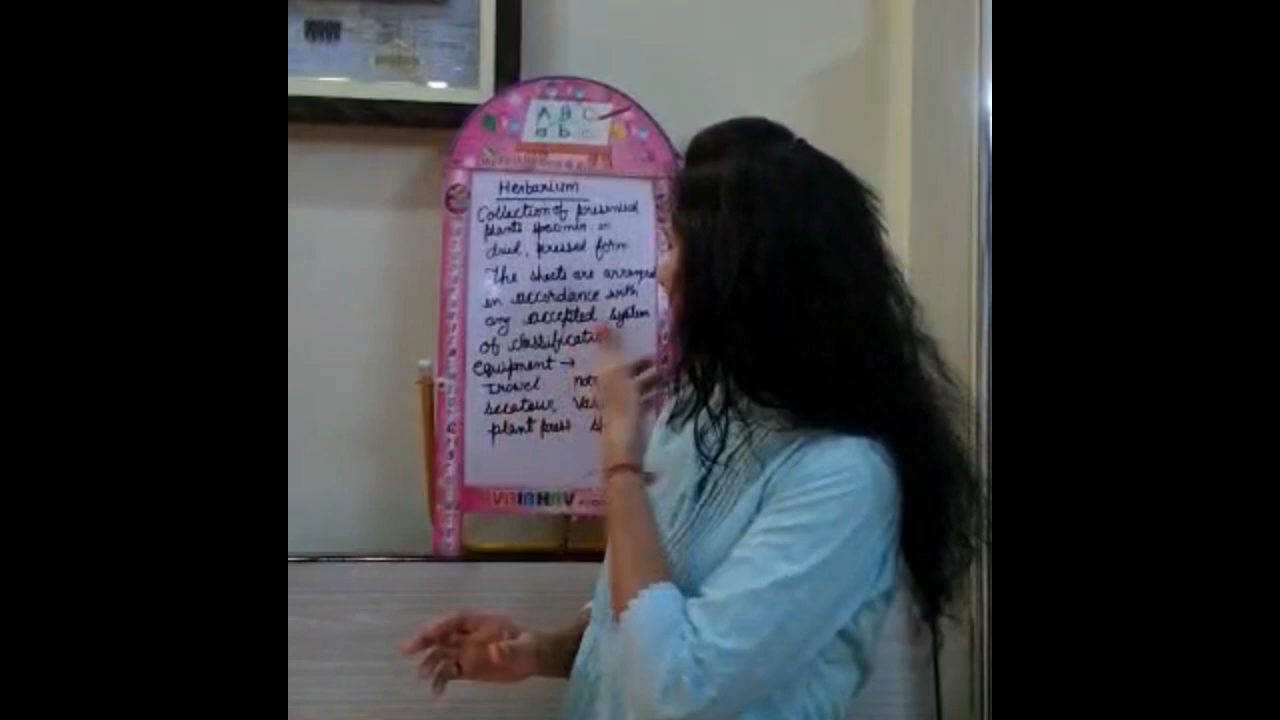 A B C
a b c
Herbarium
Collection of preserved
plants specimen in
dried, pressed form
The sheets are arranged
in accordance with
any accepted system
of classification
equipment →
Trowel
secateur
plant press
VAIBHAV